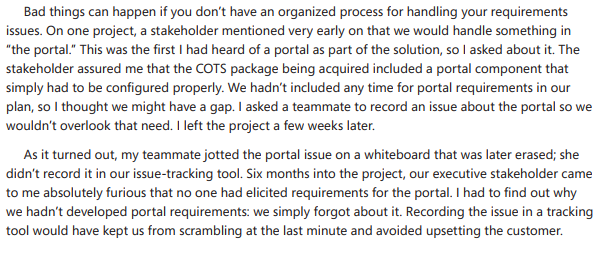 Bad things can happen if you don't have an organized process for handling your requirements
issues. On one project, a stakeholder mentioned very early on that we would handle something in
“the portal.” This was the first I had heard of a portal as part of the solution, so I asked about it. The
stakeholder assured me that the COTS package being acquired included a portal component that
simply had to be configured properly. We hadn't included any time for portal requirements in our
plan, so I thought we might have a gap. I asked a teammate to record an issue about the portal so we
wouldn't overlook that need. I left the project a few weeks later.
As it turned out, my teammate jotted the portal issue on a whiteboard that was later erased; she
didn't record it in our issue-tracking tool. Six months into the project, our executive stakeholder came
to me absolutely furious that no one had elicited requirements for the portal. I had to find out why
we hadn't developed portal requirements: we simply forgot about it. Recording the issue in a tracking
tool would have kept us from scrambling at the last minute and avoided upsetting the customer.